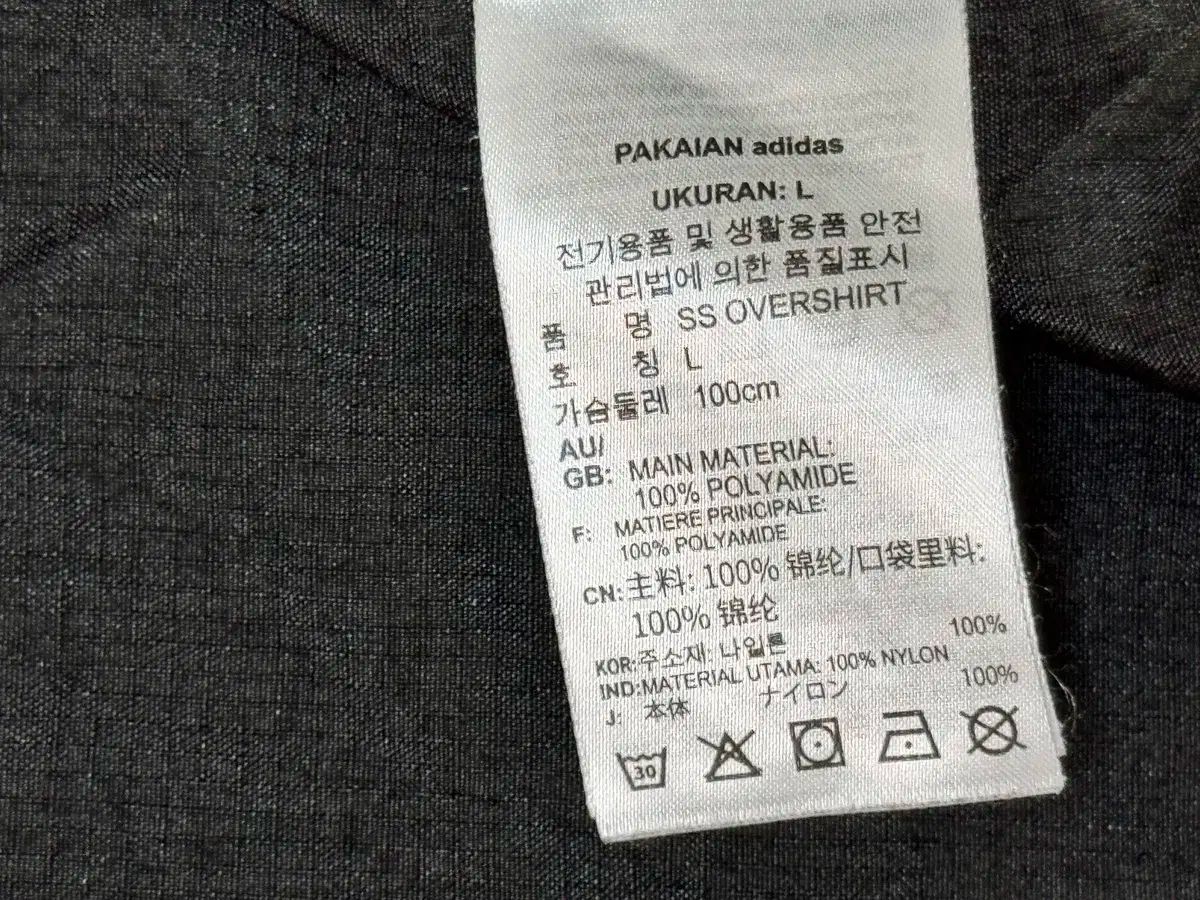 PAKAIAN adidas
UKURAN: L
전기용품 및 생활용품 안전
관리법에 의한 품질표시
품 명 SS OVERSHIRT
호 칭 L
가슴둘레 100cm
AU/
GB: MAIN MATERIAL:
100% POLYAMIDE
F: MATIERE PRINCIPALE:
100% POLYAMIDE
CN: 主料: 100% 锦纶/口袋里料:
100% 锦纶
KOR: 주소재: 나일론 100%
IND: MATERIAL UTAMA: 100% NYLON
J: 本体 ナイロン 100%
30